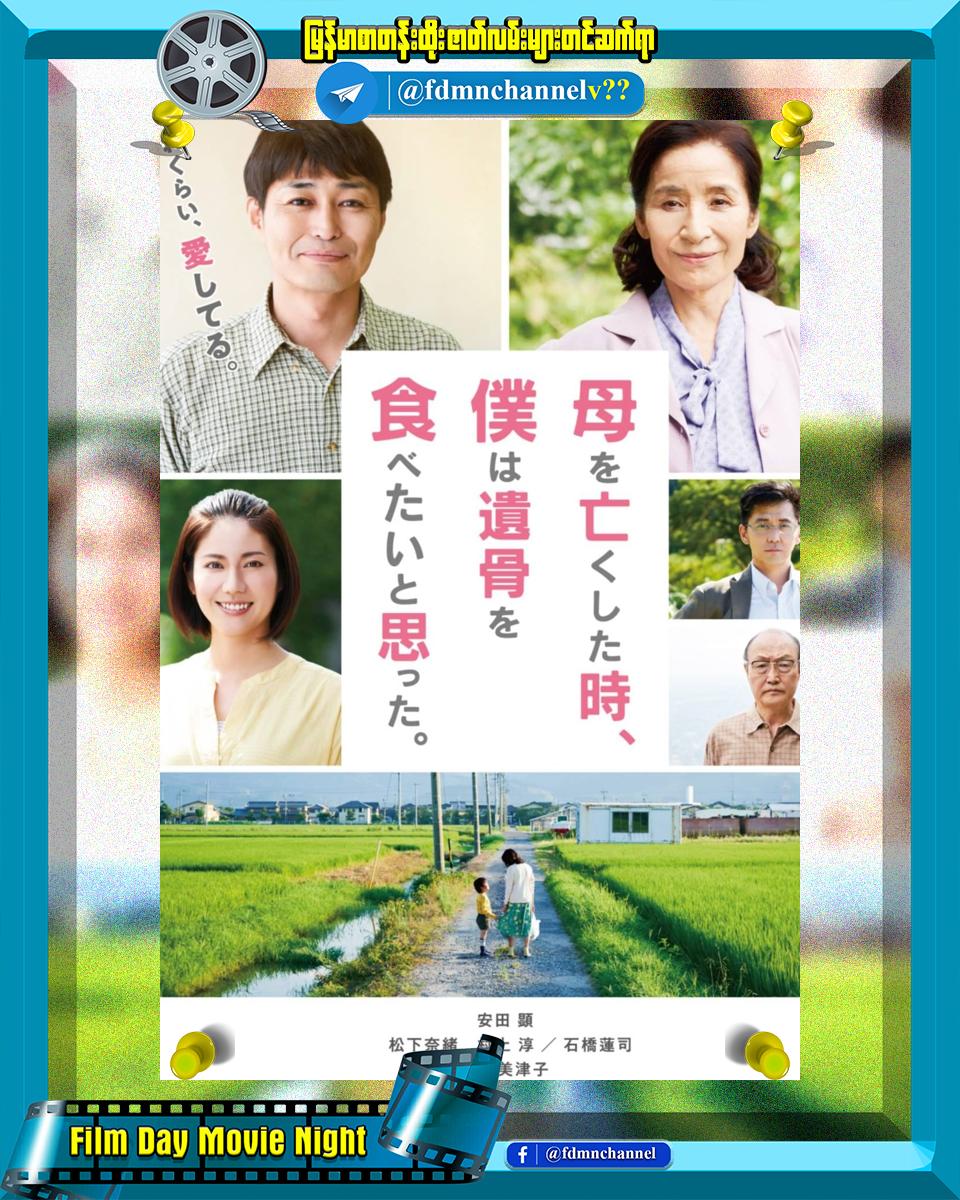 မြန်မာစာတန်းထိုးဇာတ်လမ်းများတင်ဆက်ရာ
@fdmnchannelv??
くらい、愛してる。
母を亡くした時、
僕は遺骨を
食べたいと思った。
安田 顕
松下奈緒 上 淳 ／ 石橋蓮司
美津子
Film Day Movie Night
@fdmnchannel